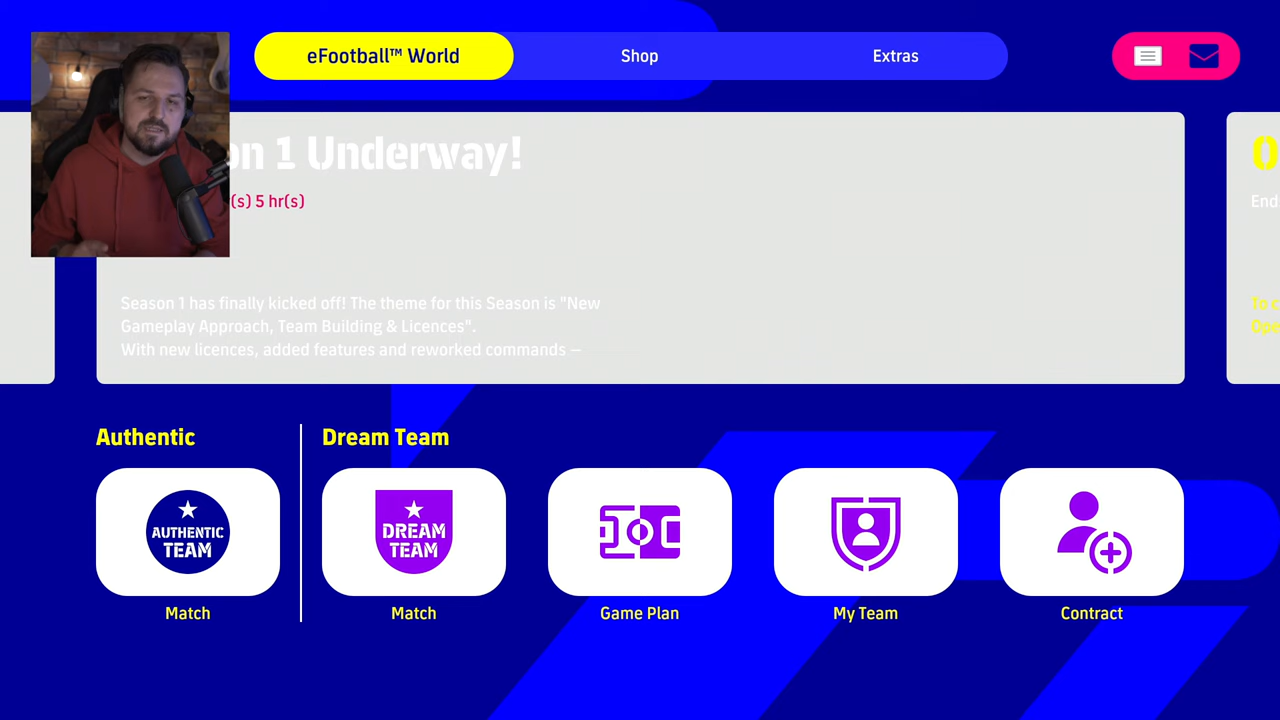 eFootball™ World
Shop
Extras
on 1 Underway!
(s) 5 hr(s)
Season 1 has finally kicked off! The theme for this Season is "New
Gameplay Approach, Team Building & Licences".
With new licences, added features and reworked commands —
Authentic
Dream Team
AUTHENTIC
TEAM
DREAM
TEAM
Match
Match
Game Plan
My Team
Contract